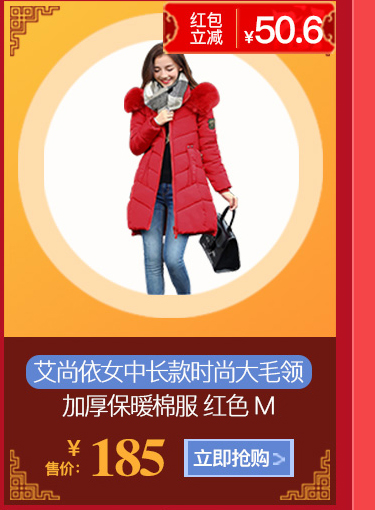 红包
立减
¥50.6
艾尚依女中长款时尚大毛领
加厚保暖棉服 红色 M
售价: ¥185
立即抢购>